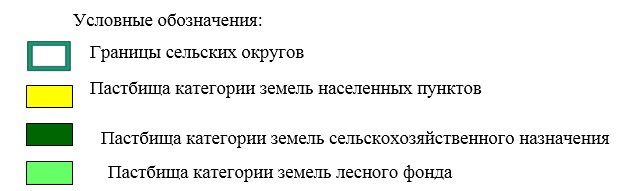 Условные обозначения:
Границы сельских округов
Пастбища категории земель населенных пунктов
Пастбища категории земель сельскохозяйственного назначения
Пастбища категории земель лесного фонда